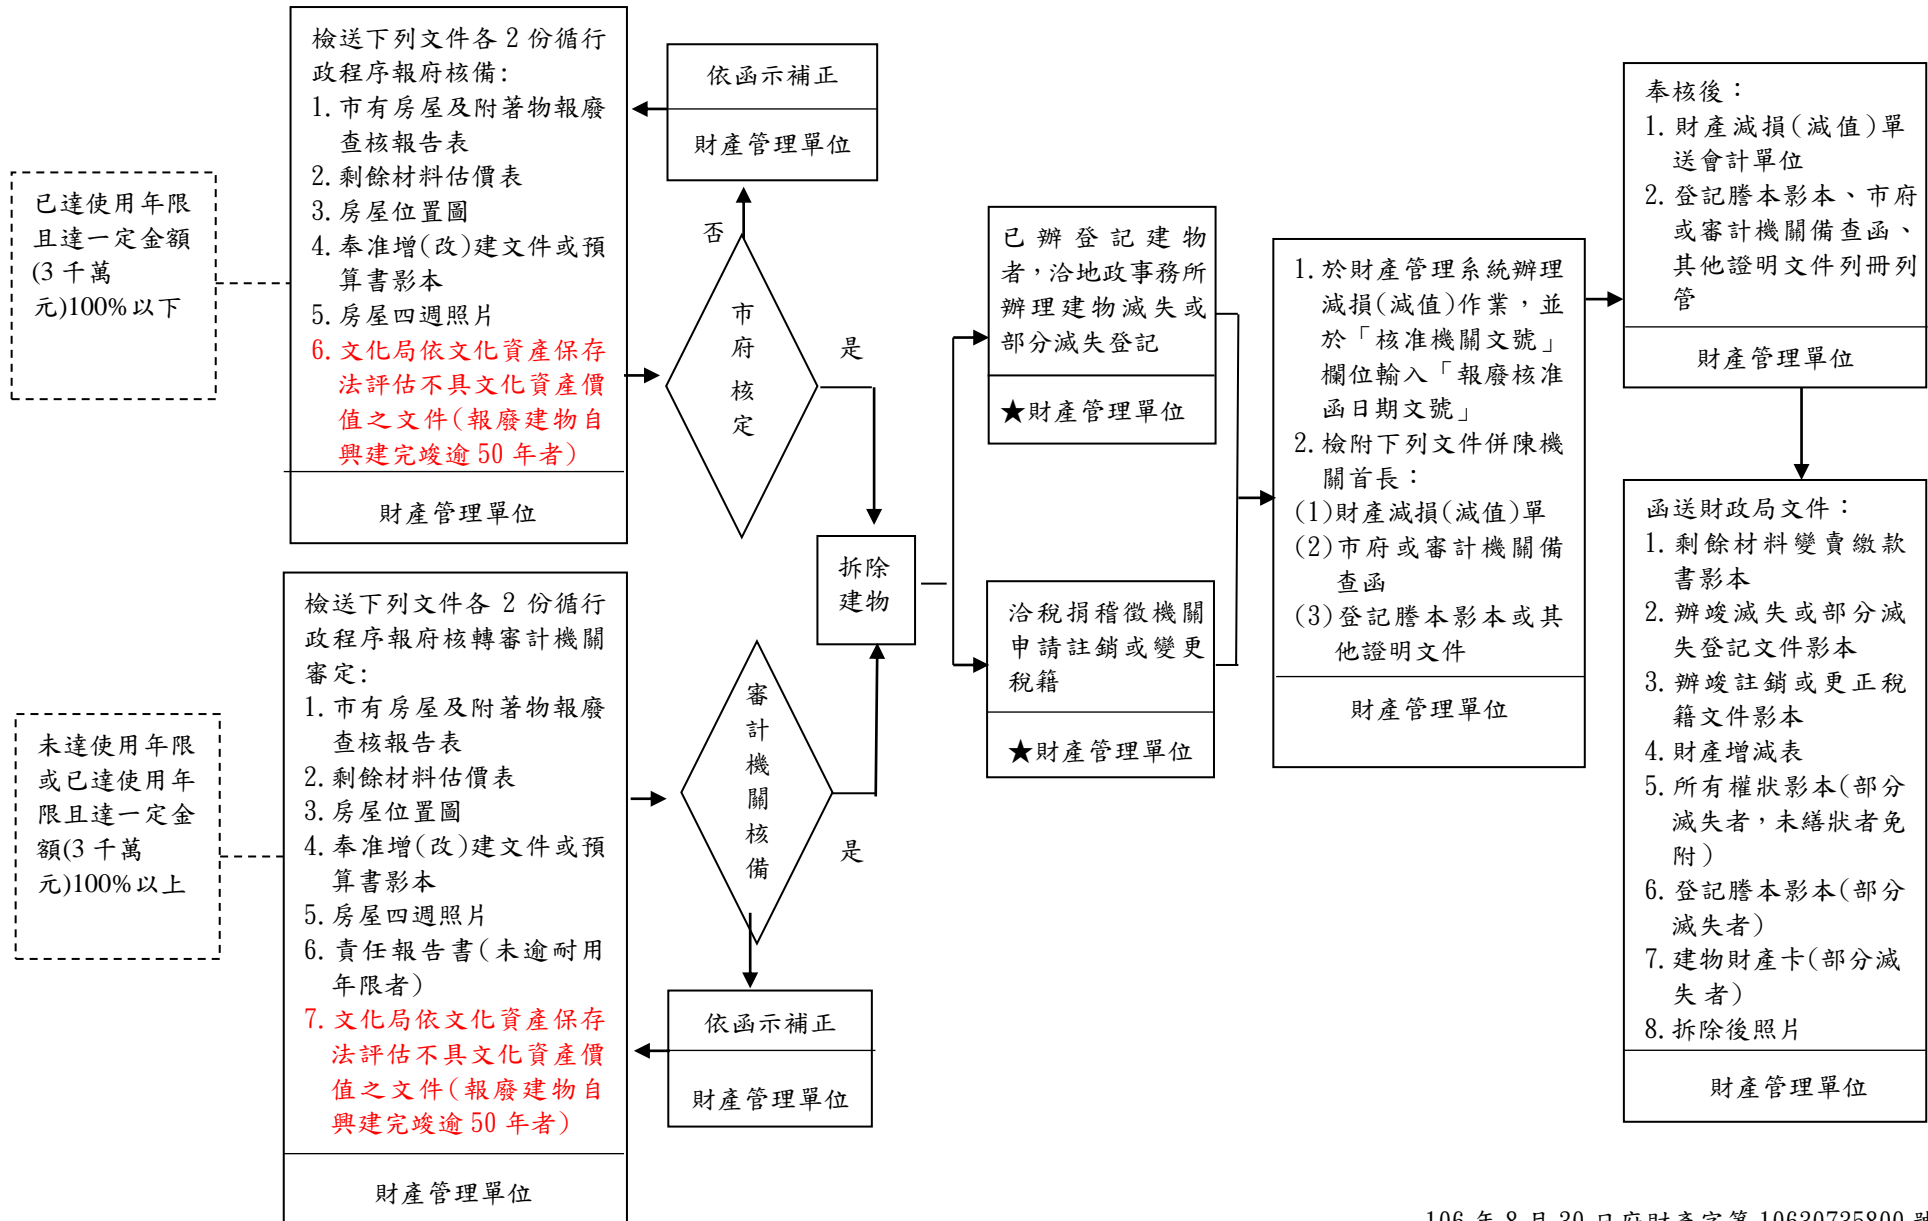 已達使用年限
且達一定金額
(3 千萬
元)100%以下
檢送下列文件各 2 份循行
政程序報府核備:
1. 市有房屋及附著物報廢
查核報告表
2. 剩餘材料估價表
3. 房屋位置圖
4. 奉准增(改)建文件或預
算書影本
5. 房屋四週照片
6. 文化局依文化資產保存
法評估不具文化資產價
值之文件(報廢建物自
興建完竣逾 50 年者)
財產管理單位
依函示補正
財產管理單位
否
市
府
核
定
是
未達使用年限
或已達使用年
限且達一定金
額(3 千萬
元)100%以上
檢送下列文件各 2 份循行
政程序報府核轉審計機關
審定:
1. 市有房屋及附著物報廢
查核報告表
2. 剩餘材料估價表
3. 房屋位置圖
4. 奉准增(改)建文件或預
算書影本
5. 房屋四週照片
6. 責任報告書(未逾耐用
年限者)
7. 文化局依文化資產保存
法評估不具文化資產價
值之文件(報廢建物自
興建完竣逾 50 年者)
財產管理單位
審
計
機
關
核
備
是
依函示補正
財產管理單位
拆除
建物
已辦登記建物
者，洽地政事務所
辦理建物滅失或
部分滅失登記
★財產管理單位
洽稅捐稽徵機關
申請註銷或變更
稅籍
★財產管理單位
1. 於財產管理系統辦理
減損(減值)作業，並
於「核准機關文號」
欄位輸入「報廢核准
函日期文號」
2. 檢附下列文件併陳機
關首長：
(1)財產減損(減值)單
(2)市府或審計機關備
查函
(3)登記謄本影本或其
他證明文件
財產管理單位
奉核後：
1. 財產減損(減值)單
送會計單位
2. 登記謄本影本、市府
或審計機關備查函、
其他證明文件列冊列
管
財產管理單位
函送財政局文件：
1. 剩餘材料變賣繳款
書影本
2. 辦竣滅失或部分滅
失登記文件影本
3. 辦竣註銷或更正稅
籍文件影本
4. 財產增減表
5. 所有權狀影本(部分
滅失者，未繕狀者免
附)
6. 登記謄本影本(部分
滅失者)
7. 建物財產卡(部分滅
失者)
8. 拆除後照片
財產管理單位
106 年 8 月 30 日府財產字第 10630735800 號